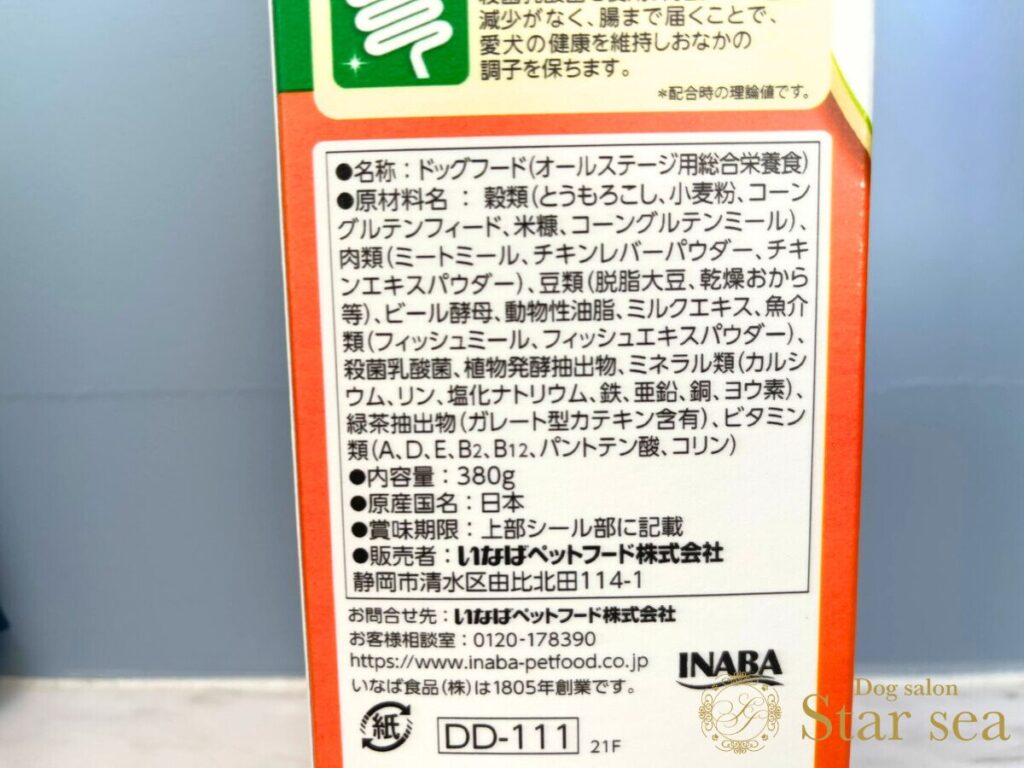 減少がなく、腸まで届くことで、
愛犬の健康を維持しおなかの
調子を保ちます。
*配合時の理論値です。
●名称：ドッグフード(オールステージ用総合栄養食)
●原材料名：穀類(とうもろこし、小麦粉、コーン
グルテンフィード、米糠、コーングルテンミール)、
肉類(ミートミール、チキンレバーパウダー、チキ
ンエキスパウダー)、豆類(脱脂大豆、乾燥おから
等)、ビール酵母、動物性油脂、ミルクエキス、魚介
類(フィッシュミール、フィッシュエキスパウダー)、
殺菌乳酸菌、植物発酵抽出物、ミネラル類(カルシ
ウム、リン、塩化ナトリウム、鉄、亜鉛、銅、ヨウ素)、
緑茶抽出物(ガレート型カテキン含有)、ビタミン
類(A、D、E、B2、B12、パントテン酸、コリン)
●内容量：380g
●原産国名：日本
●賞味期限：上部シール部に記載
●販売者：いなばペットフード株式会社
静岡市清水区由比北田114-1
お問合せ先：いなばペットフード株式会社
お客様相談室：0120-178390
https://www.inaba-petfood.co.jp
いなば食品(株)は1805年創業です。
INABA
紙
DD-111
21F
Dog salon
Star sea